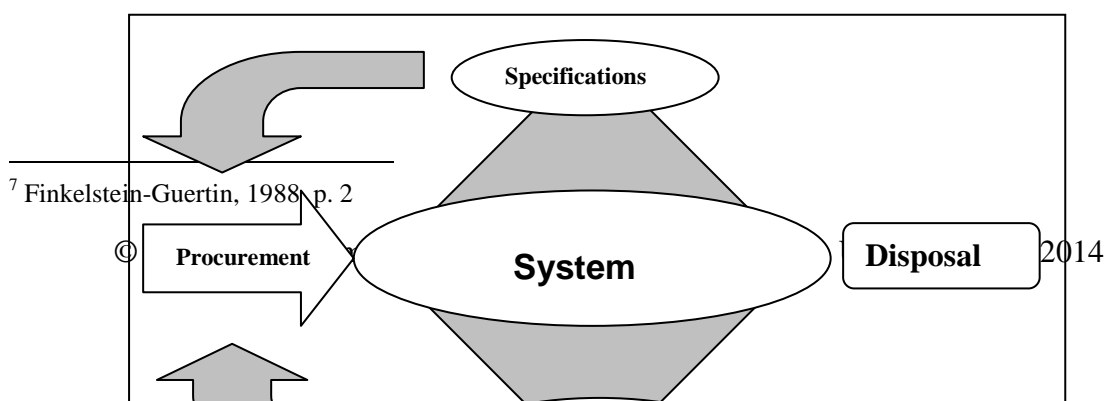 Specifications
7 Finkelstein-Guertin, 1988, p. 2
© Procurement System Disposal 2014